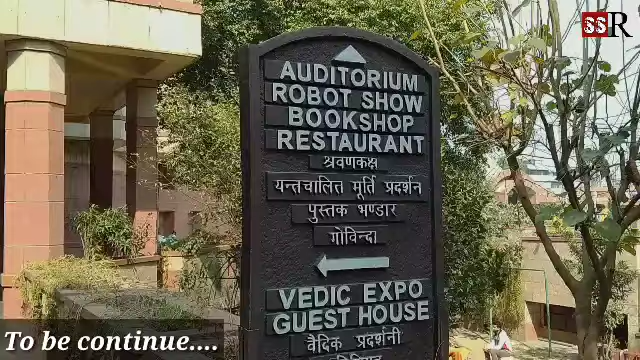 SSR
AUDITORIUM
ROBOT SHOW
BOOKSHOP
RESTAURANT
श्रवणकक्ष
यन्तचालित मूर्ति प्रदर्शन
पुस्तक भण्डार
गोविन्दा
VEDIC EXPO
GUEST HOUSE
वैदिक प्रदर्शनी
To be continue....